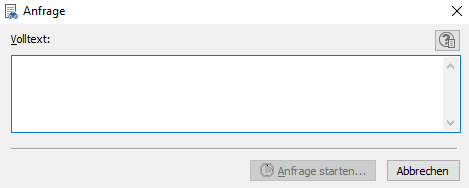 Anfrage
Volltext:
Anfrage starten...
Abbrechen